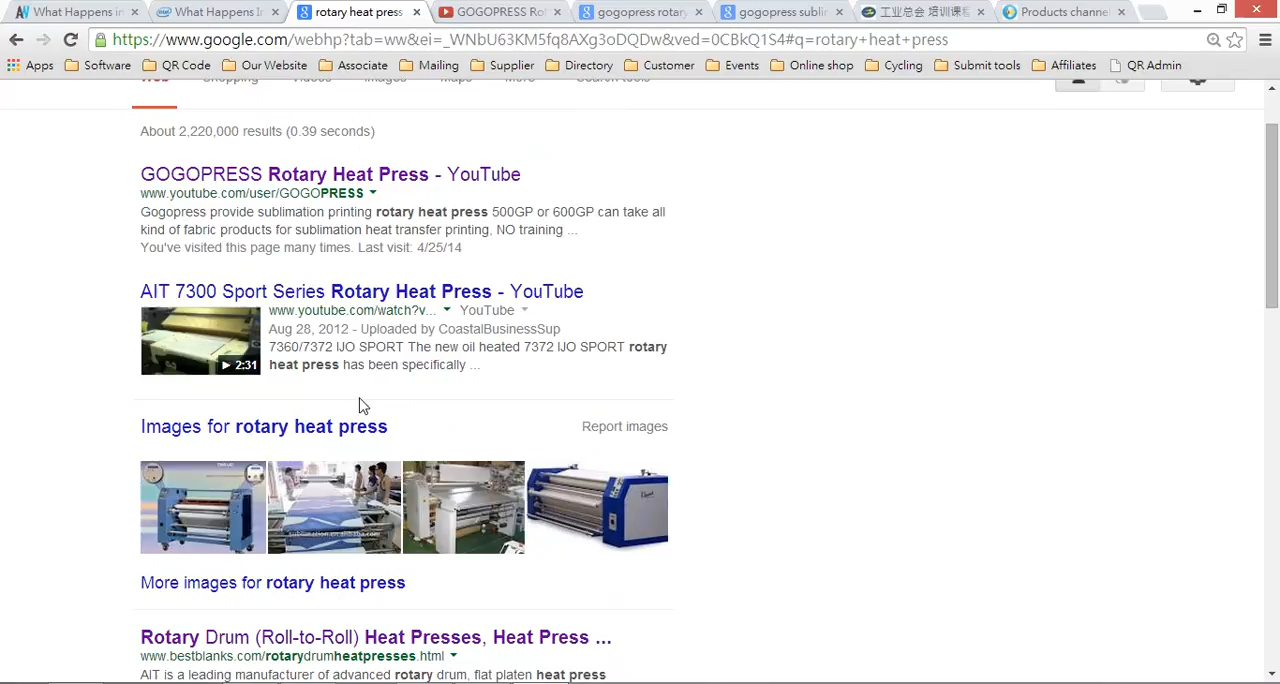 What Happens in
What Happens In
rotary heat press
GOGOPRESS Rot
gogopress rotary
gogopress sublin
工业总会 培训课程
Products channe
https://www.google.com/webhp?tab=ww&ei=_WNbU63KM5fq8AXg3oDQDw&ved=0CBkQ1S4#q=rotary+heat+press
Apps Software QR Code Our Website Associate Mailing Supplier Directory Customer Events Online shop Cycling Submit tools Affiliates QR Admin
Web Shopping Videos Images Maps More Search tools
About 2,220,000 results (0.39 seconds)
GOGOPRESS Rotary Heat Press - YouTube
www.youtube.com/user/GOGOPRESS
Gogopress provide sublimation printing rotary heat press 500GP or 600GP can take all
kind of fabric products for sublimation heat transfer printing, NO training ...
You've visited this page many times. Last visit: 4/25/14
AIT 7300 Sport Series Rotary Heat Press - YouTube
www.youtube.com/watch?v... YouTube
Aug 28, 2012 - Uploaded by CoastalBusinessSup
7360/7372 IJO SPORT The new oil heated 7372 IJO SPORT rotary
heat press has been specifically ...
2:31
Images for rotary heat press
Report images
More images for rotary heat press
Rotary Drum (Roll-to-Roll) Heat Presses, Heat Press ...
www.bestblanks.com/rotarydrumheatpresses.html
AIT is a leading manufacturer of advanced rotary drum, flat platen heat press